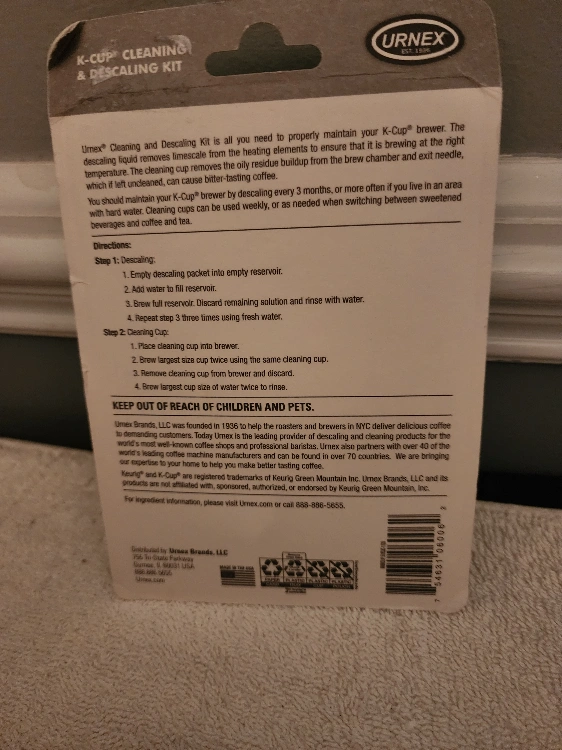 K-CUP® CLEANING
& DESCALING KIT
URNEX
EST. 1936
Urnex® Cleaning and Descaling Kit is all you need to properly maintain your K-Cup® brewer. The
descaling liquid removes limescale from the heating elements to ensure that it is brewing at the right
temperature. The cleaning cup removes the oily residue buildup from the brew chamber and exit needle,
which if left uncleaned, can cause bitter-tasting coffee.
You should maintain your K-Cup® brewer by descaling every 3 months, or more often if you live in an area
with hard water. Cleaning cups can be used weekly, or as needed when switching between sweetened
beverages and coffee and tea.
Directions:
Step 1: Descaling:
1. Empty descaling packet into empty reservoir.
2. Add water to fill reservoir.
3. Brew full reservoir. Discard remaining solution and rinse with water.
4. Repeat step 3 three times using fresh water.
Step 2: Cleaning Cup:
1. Place cleaning cup into brewer.
2. Brew largest size cup twice using the same cleaning cup.
3. Remove cleaning cup from brewer and discard.
4. Brew largest cup size of water twice to rinse.
KEEP OUT OF REACH OF CHILDREN AND PETS.
Urnex Brands, LLC was founded in 1936 to help the roasters and brewers in NYC deliver delicious coffee
to demanding customers. Today Urnex is the leading provider of descaling and cleaning products for the
world's most well-known coffee shops and professional baristas. Urnex also partners with over 40 of the
world's leading coffee machine manufacturers and can be found in over 70 countries. We are bringing
our expertise to your home to help you make better tasting coffee.
Keurig® and K-Cup® are registered trademarks of Keurig Green Mountain Inc. Urnex Brands, LLC and its
products are not affiliated with, sponsored, authorized, or endorsed by Keurig Green Mountain, Inc.
For ingredient information, please visit Urnex.com or call 888-886-5655.
Distributed by Urnex Brands, LLC
Urnex.com
MADE IN THE USA
7 54631 06006 2